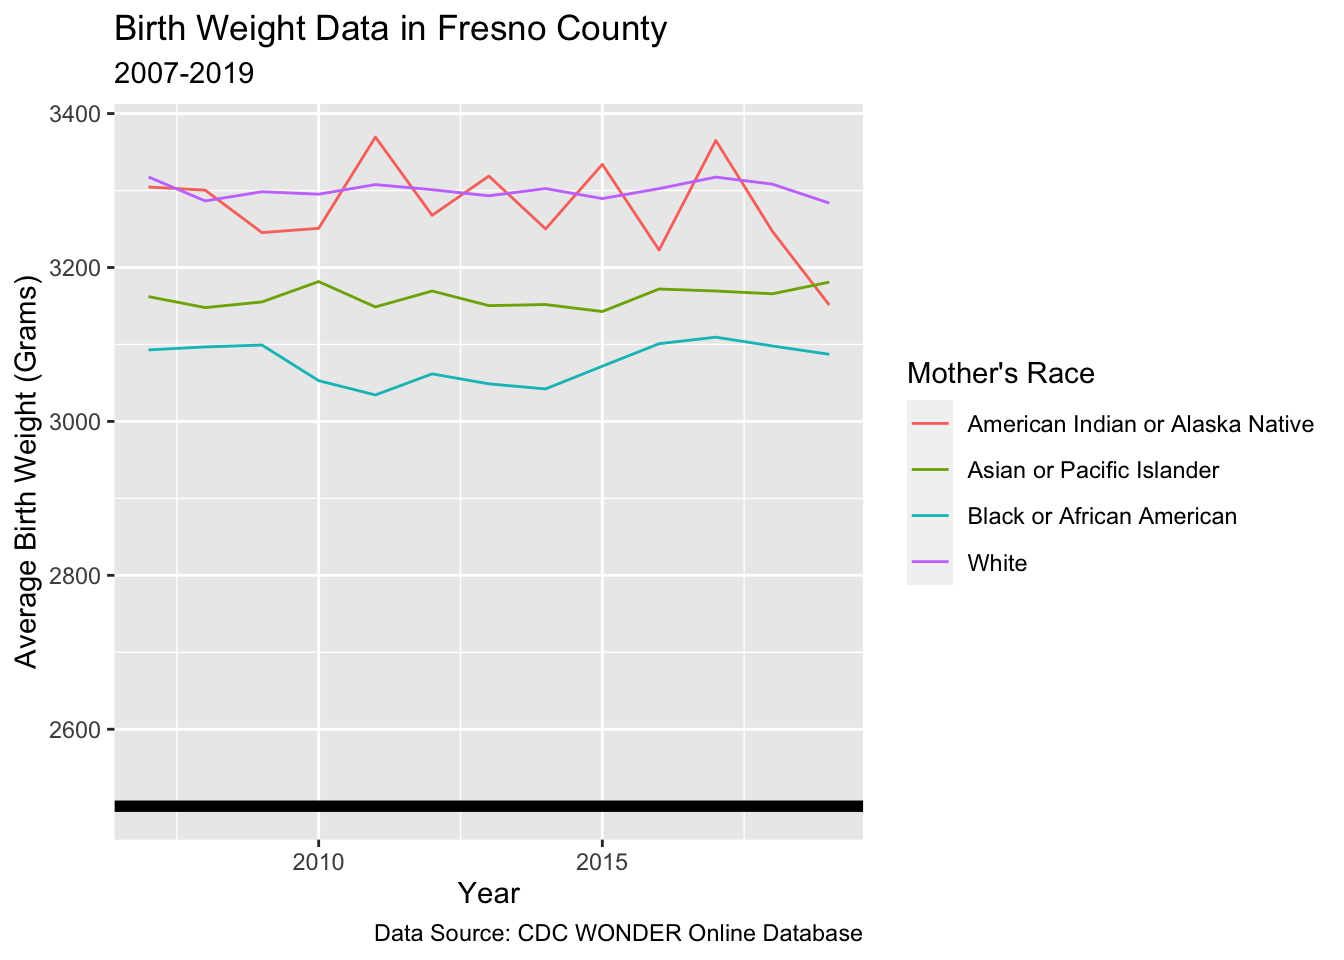 Birth Weight Data in Fresno County
2007-2019
3400
3200
3000
2800
2600
Average Birth Weight (Grams)
2010
2015
Year
Mother's Race
American Indian or Alaska Native
Asian or Pacific Islander
Black or African American
White
Data Source: CDC WONDER Online Database